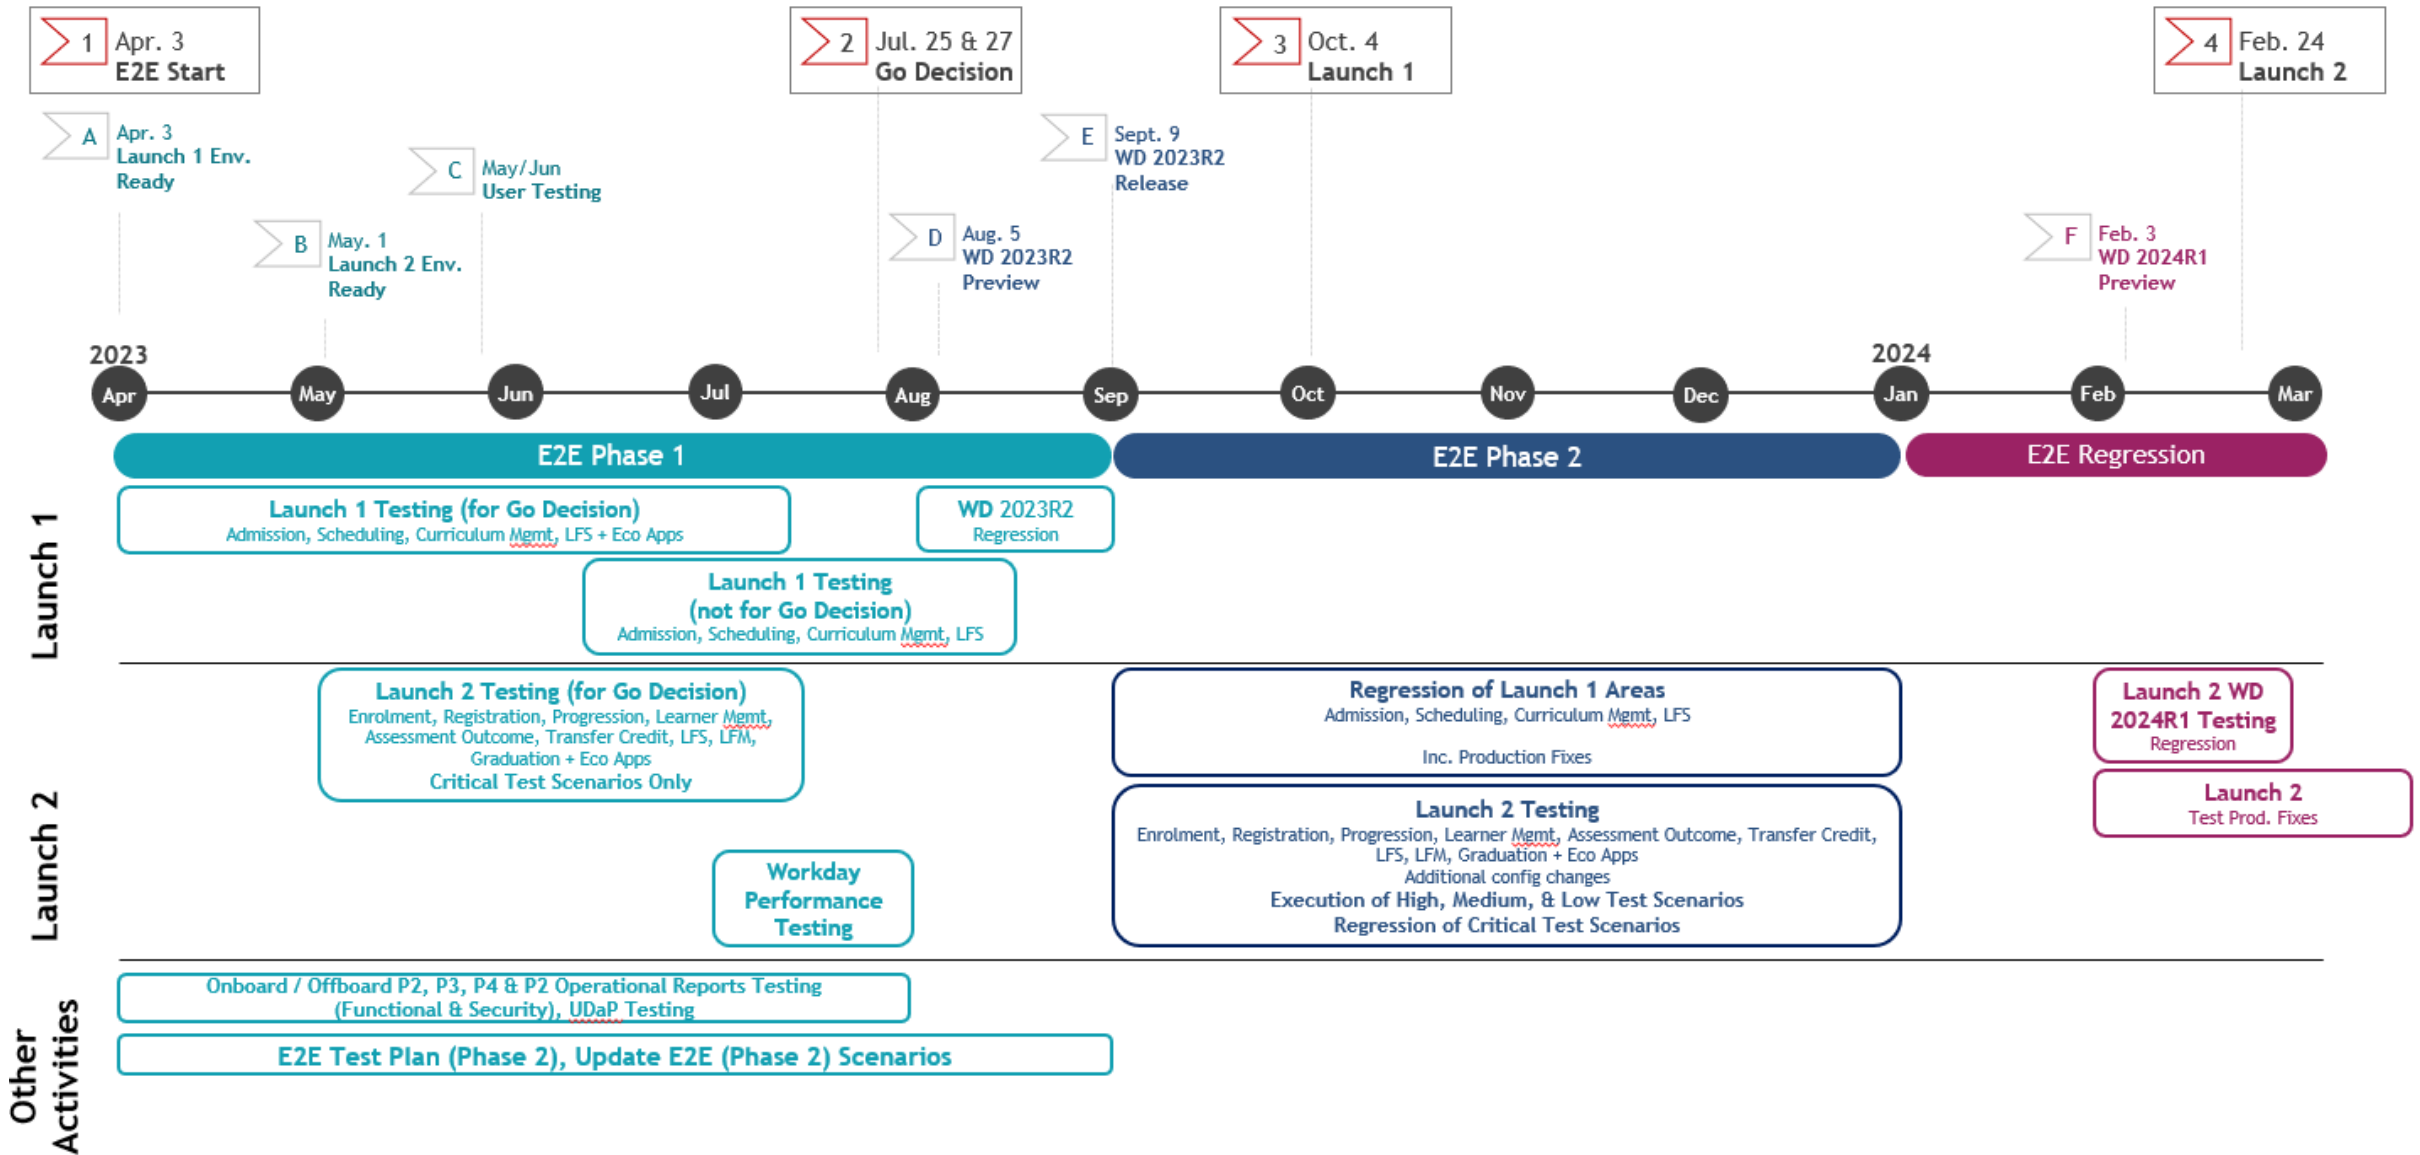 1
Apr. 3
E2E Start
2
Jul. 25 & 27
Go Decision
3
Oct. 4
Launch 1
4
Feb. 24
Launch 2
A
Apr. 3
Launch 1 Env.
Ready
B
May. 1
Launch 2 Env.
Ready
C
May/Jun
User Testing
D
Aug. 5
WD 2023R2
Preview
E
Sept. 9
WD 2023R2
Release
F
Feb. 3
WD 2024R1
Preview
2023
2024
Apr
May
Jun
Jul
Aug
Sep
Oct
Nov
Dec
Jan
Feb
Mar
E2E Phase 1
E2E Phase 2
E2E Regression
Launch 1
Launch 1 Testing (for Go Decision)
Admission, Scheduling, Curriculum Mgmt, LFS + Eco Apps
WD 2023R2
Regression
Launch 1 Testing
(not for Go Decision)
Admission, Scheduling, Curriculum Mgmt, LFS
Launch 2
Launch 2 Testing (for Go Decision)
Enrolment, Registration, Progression, Learner Mgmt,
Assessment Outcome, Transfer Credit, LFS, LFM,
Graduation + Eco Apps
Critical Test Scenarios Only
Workday
Performance
Testing
Regression of Launch 1 Areas
Admission, Scheduling, Curriculum Mgmt, LFS
Inc. Production Fixes
Launch 2 Testing
Enrolment, Registration, Progression, Learner Mgmt, Assessment Outcome, Transfer Credit,
LFS, LFM, Graduation + Eco Apps
Additional config changes
Execution of High, Medium, & Low Test Scenarios
Regression of Critical Test Scenarios
Launch 2 WD
2024R1 Testing
Regression
Launch 2
Test Prod. Fixes
Other
Activities
Onboard / Offboard P2, P3, P4 & P2 Operational Reports Testing
(Functional & Security), UDaP Testing
E2E Test Plan (Phase 2), Update E2E (Phase 2) Scenarios